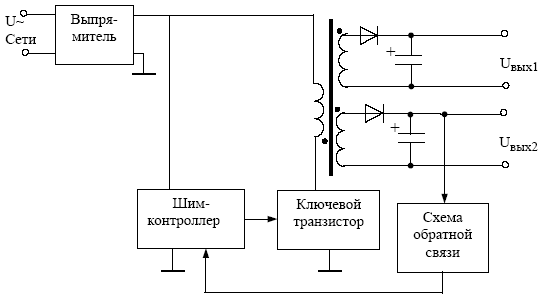 U~
Сети
Выпря-
митель
+
Uвых1
+
Uвых2
Шим-
контроллер
Ключевой
транзистор
Схема
обратной
связи